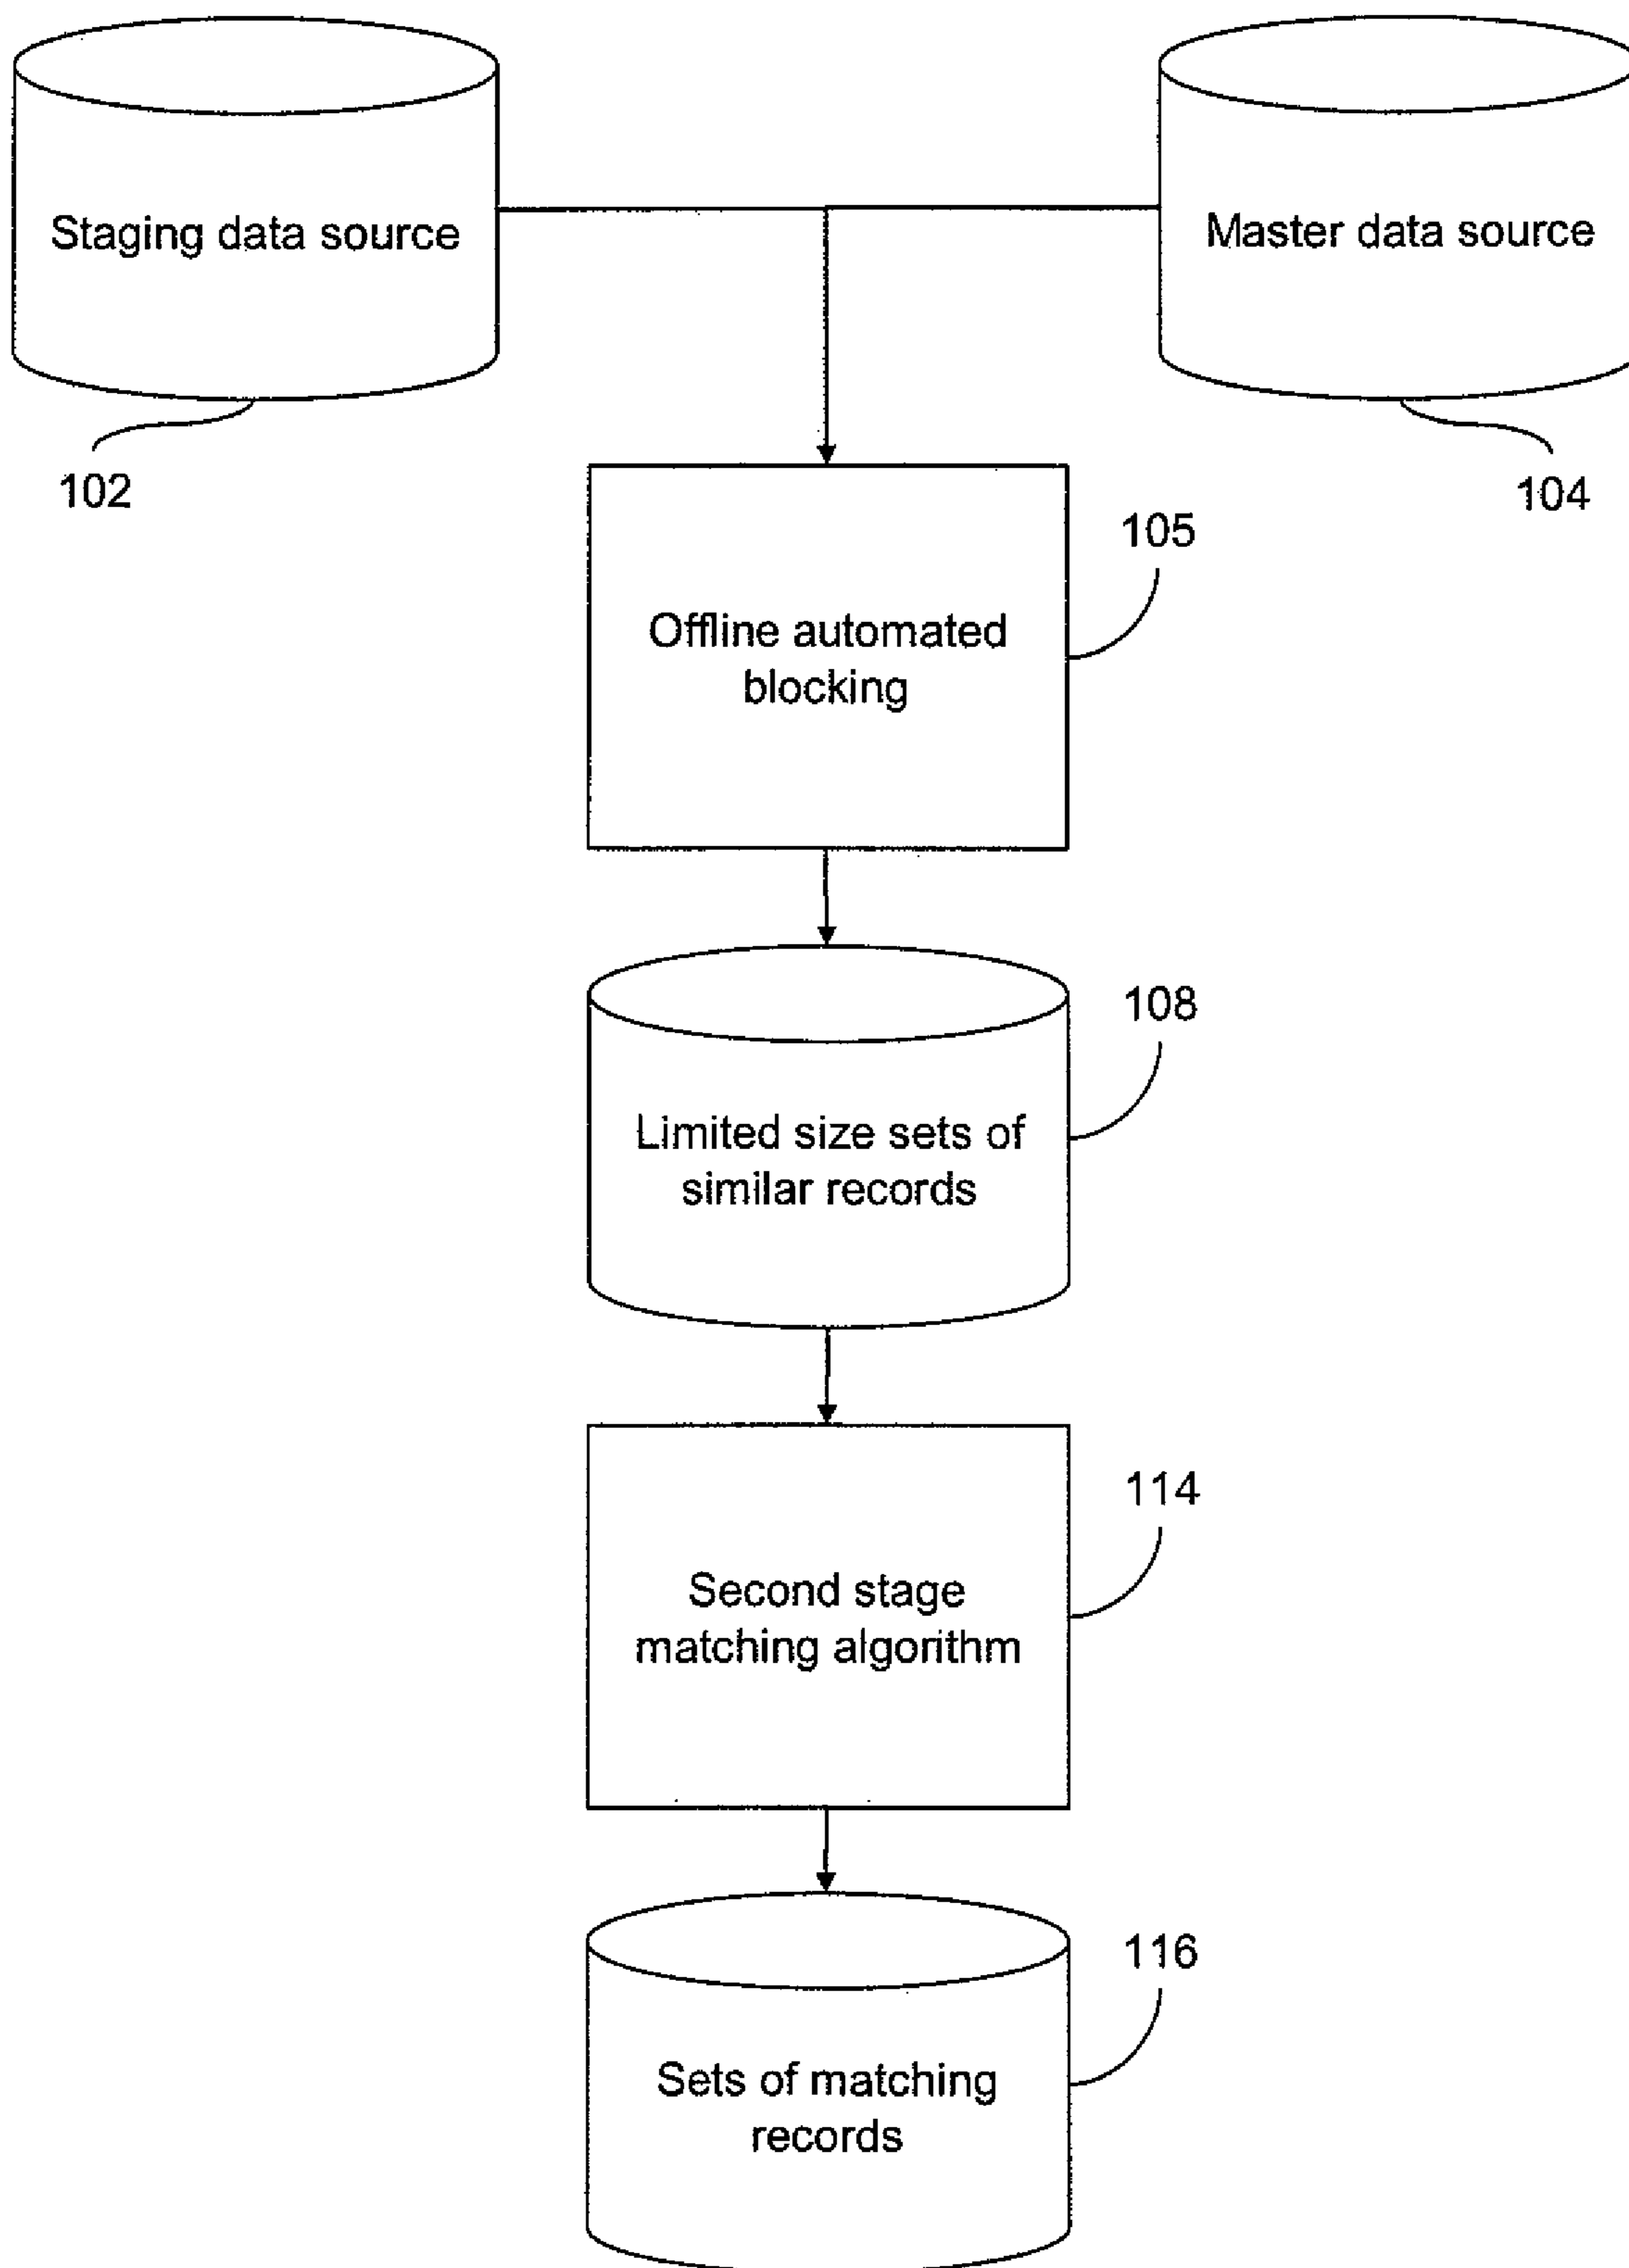 Staging data source
Master data source
102
104
105
Offline automated
blocking
108
Limited size sets of
similar records
114
Second stage
matching algorithm
116
Sets of matching
records